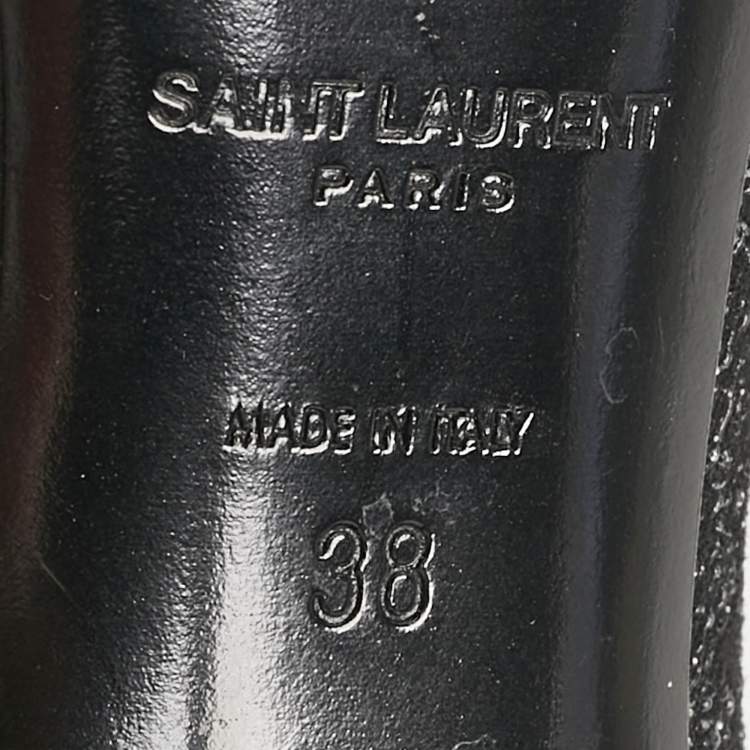 SAINT LAURENT
PARIS
MADE IN ITALY
38